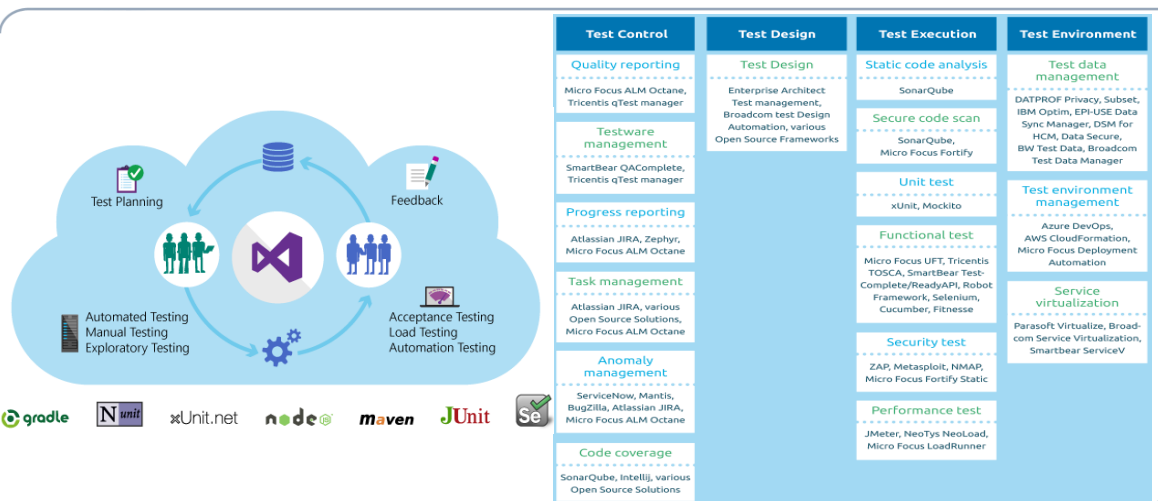 Test Planning
Feedback
Automated Testing
Manual Testing
Exploratory Testing
Acceptance Testing
Load Testing
Automation Testing
gradle
N unit
xUnit.net
node JS
maven
JUnit
Se
Test Control
Quality reporting
Micro Focus ALM Octane,
Tricentis qTest manager
Testware
management
SmartBear QAComplete,
Tricentis qTest manager
Progress reporting
Atlassian JIRA, Zephyr,
Micro Focus ALM Octane
Task management
Atlassian JIRA, various
Open Source Solutions,
Micro Focus ALM Octane
Anomaly
management
ServiceNow, Mantis,
BugZilla, Atlassian JIRA,
Micro Focus ALM Octane
Code coverage
SonarQube, Intellij, various
Open Source Solutions
Test Design
Test Design
Enterprise Architect
Test management,
Broadcom test Design
Automation, various
Open Source Frameworks
Test Execution
Static code analysis
SonarQube
Secure code scan
SonarQube,
Micro Focus Fortify
Unit test
xUnit, Mockito
Functional test
Micro Focus UFT, Tricentis
TOSCA, SmartBear Test-
Complete/ReadyAPI, Robot
Framework, Selenium,
Cucumber, Fitnesse
Security test
ZAP, Metasploit, NMAP,
Micro Focus Fortify Static
Performance test
JMeter, NeoTys NeoLoad,
Micro Focus LoadRunner
Test Environment
Test data
management
DATPROF Privacy, Subset,
IBM Optim, EPI-USE Data
Sync Manager, DSM for
HCM, Data Secure,
BW Test Data, Broadcom
Test Data Manager
Test environment
management
Azure DevOps,
AWS CloudFormation,
Micro Focus Deployment
Automation
Service
virtualization
Parasoft Virtualize, Broad-
com Service Virtualization,
Smartbear ServiceV